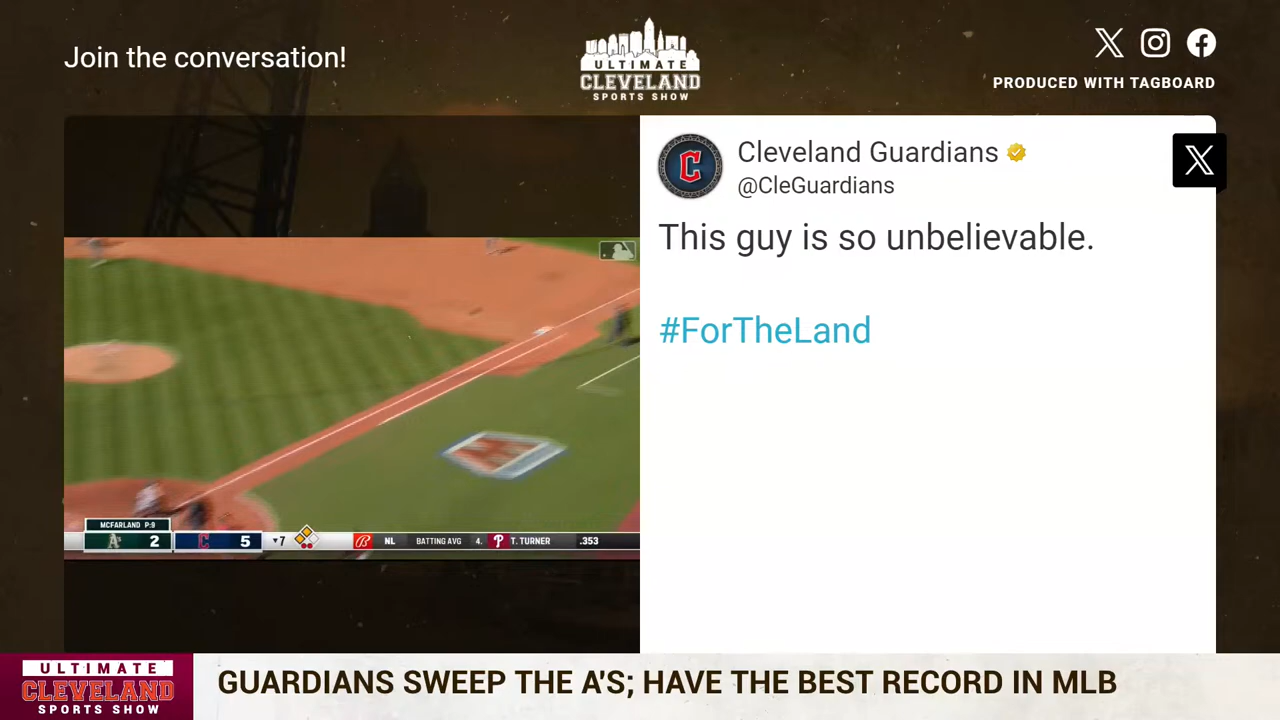 Join the conversation!
ULTIMATE
CLEVELAND
SPORTS SHOW
PRODUCED WITH TAGBOARD
Cleveland Guardians
@CleGuardians
This guy is so unbelievable.
#ForTheLand
MCFARLAND P:9
A's 2 C 5 ▾7 B NL BATTING AVG 4. P T. TURNER .353
ULTIMATE
CLEVELAND
SPORTS SHOW
GUARDIANS SWEEP THE A'S; HAVE THE BEST RECORD IN MLB